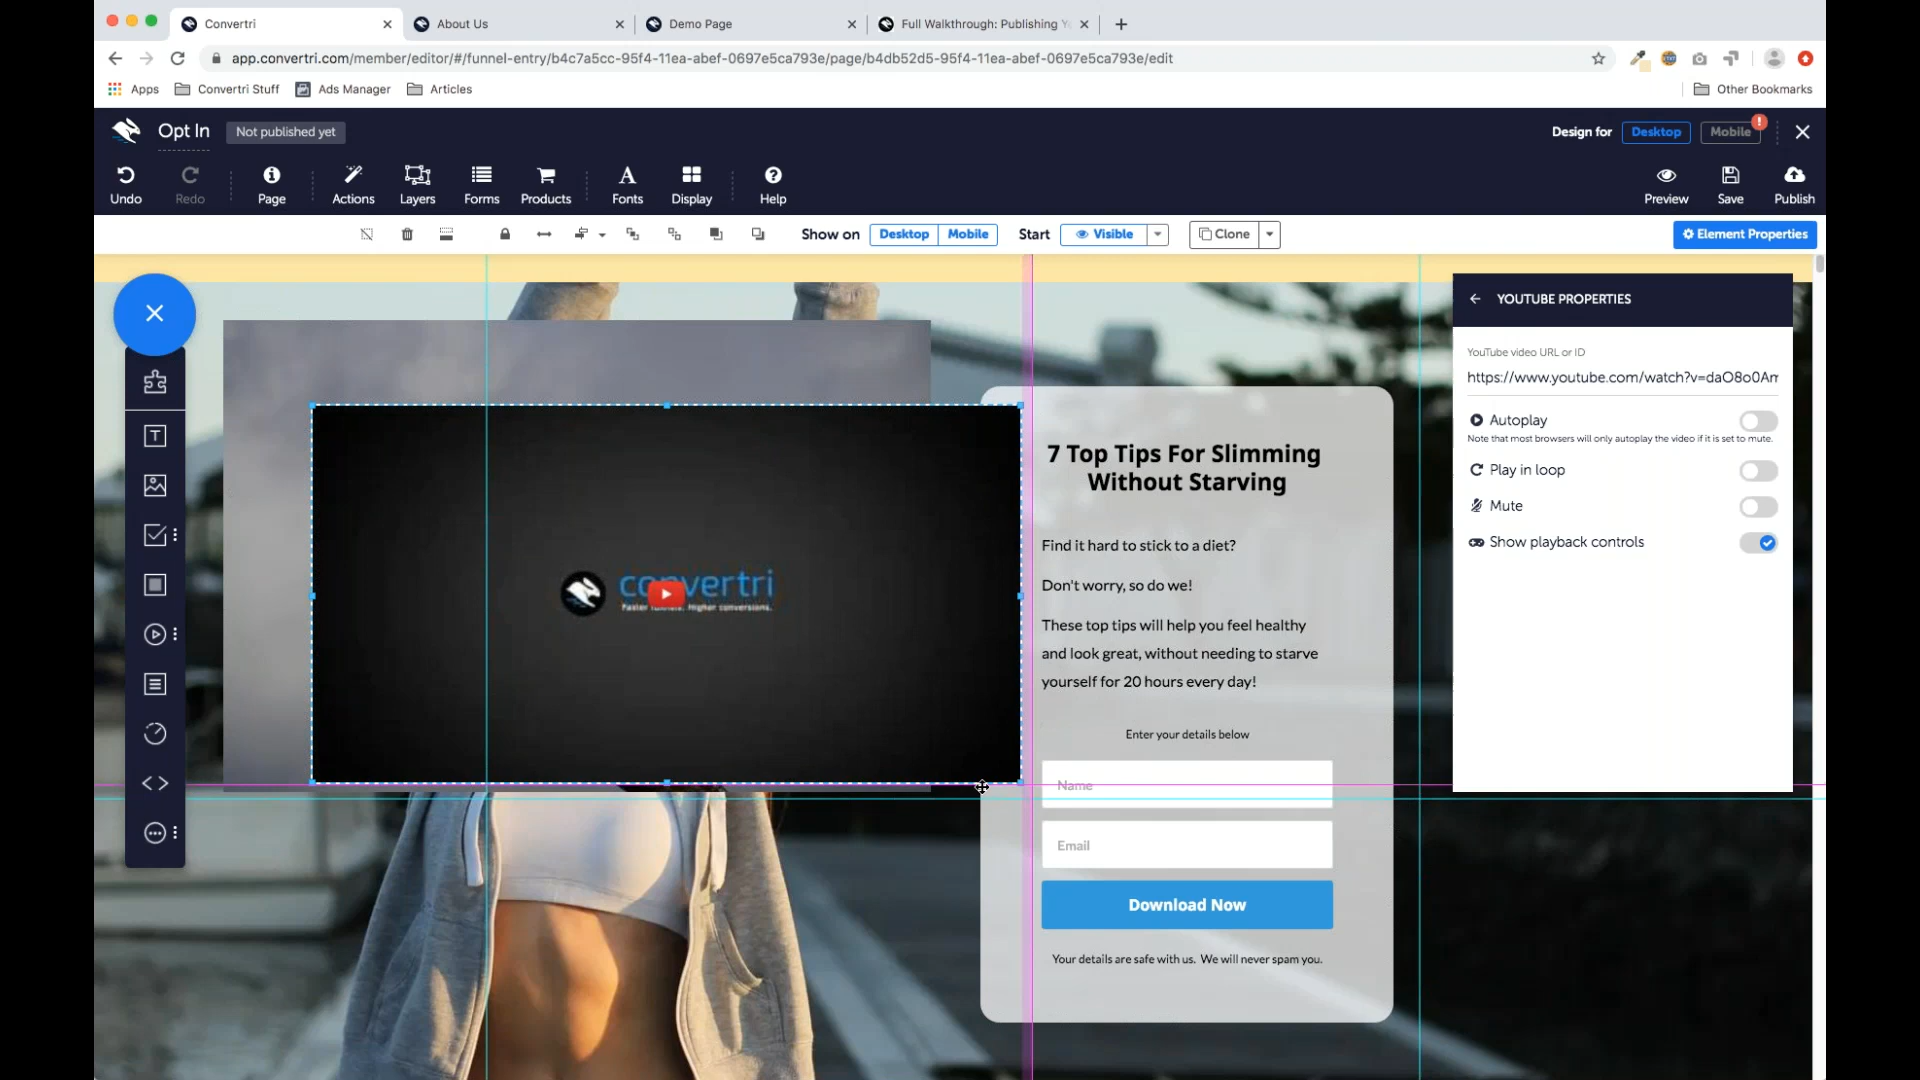 Convertri
About Us
Demo Page
Full Walkthrough: Publishing Y
app.convertri.com/member/editor/#/funnel-entry/b4c7a5cc-95f4-11ea-abef-0697e5ca793e/page/b4db52d5-95f4-11ea-abef-0697e5ca793e/edit
Apps
Convertri Stuff
Ads Manager
Articles
Other Bookmarks
Opt In
Not published yet
Design for
Desktop
Mobile
!
Undo
Redo
Page
Actions
Layers
Forms
Products
Fonts
Display
Help
Preview
Save
Publish
Show on
Desktop
Mobile
Start
Visible
Clone
Element Properties
YOUTUBE PROPERTIES
YouTube video URL or ID
https://www.youtube.com/watch?v=daO8o0Am
Autoplay
Note that most browsers will only autoplay the video if it is set to mute.
Play in loop
Mute
Show playback controls
convertri
Faster funnels. Higher conversions.
7 Top Tips For Slimming
Without Starving
Find it hard to stick to a diet?
Don't worry, so do we!
These top tips will help you feel healthy
and look great, without needing to starve
yourself for 20 hours every day!
Enter your details below
Name
Email
Download Now
Your details are safe with us. We will never spam you.